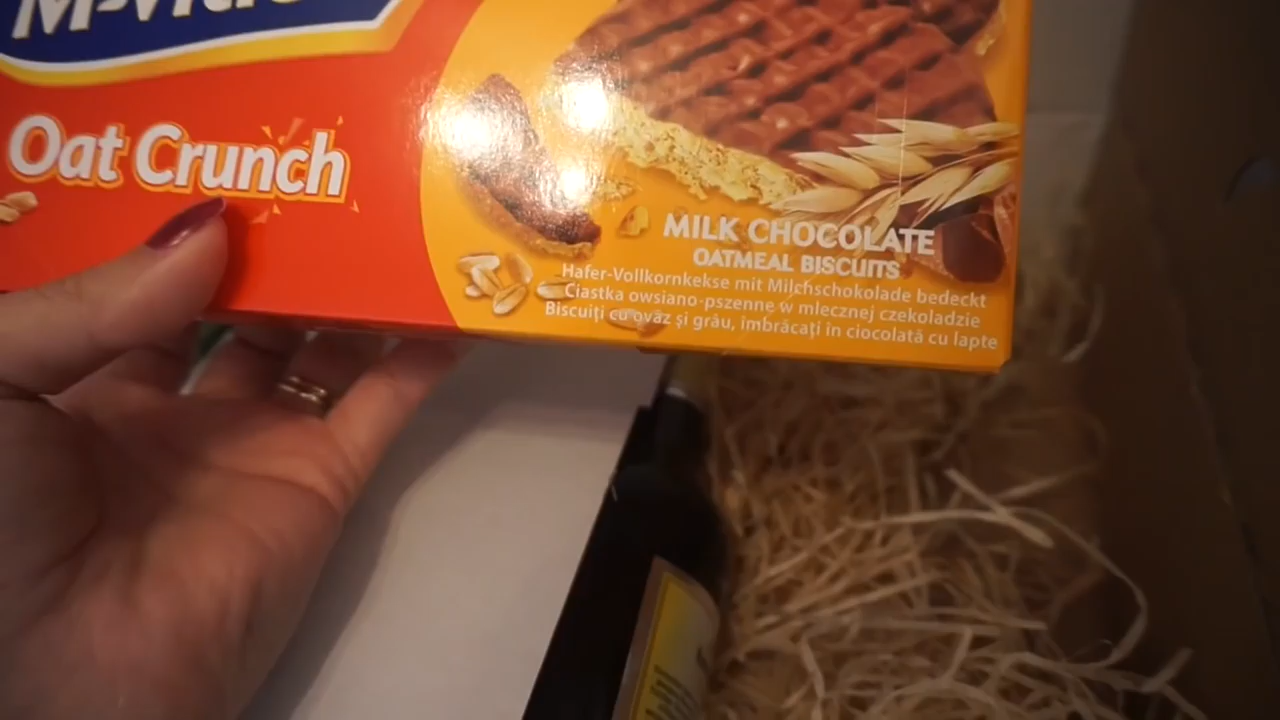 Oat Crunch
MILK CHOCOLATE
OATMEAL BISCUITS
Hafer-Vollkornkekse mit Milchschokolade bedeckt
Ciastka owsiano-pszenne w mlecznej czekoladzie
Biscuiți cu ovăz și grâu, îmbrăcați in ciocolată cu lapte